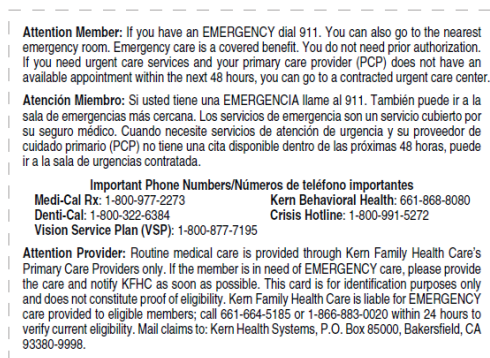 Attention Member: If you have an EMERGENCY dial 911. You can also go to the nearest
emergency room. Emergency care is a covered benefit. You do not need prior authorization.
If you need urgent care services and your primary care provider (PCP) does not have an
available appointment within the next 48 hours, you can go to a contracted urgent care center.
Atención Miembro: Si usted tiene una EMERGENCIA llame al 911. También puede ir a la
sala de emergencias más cercana. Los servicios de emergencia son un servicio cubierto por
su seguro médico. Cuando necesite servicios de atención de urgencia y su proveedor de
cuidado primario (PCP) no tiene una cita disponible dentro de las próximas 48 horas, puede
ir a la sala de urgencias contratada.
Important Phone Numbers/Números de teléfono importantes
Medi-Cal Rx: 1-800-977-2273 Kern Behavioral Health: 661-868-8080
Denti-Cal: 1-800-322-6384 Crisis Hotline: 1-800-991-5272
Vision Service Plan (VSP): 1-800-877-7195
Attention Provider: Routine medical care is provided through Kern Family Health Care's
Primary Care Providers only. If the member is in need of EMERGENCY care, please provide
the care and notify KFHC as soon as possible. This card is for identification purposes only
and does not constitute proof of eligibility. Kern Family Health Care is liable for EMERGENCY
care provided to eligible members; call 661-664-5185 or 1-866-883-0020 within 24 hours to
verify current eligibility. Mail claims to: Kern Health Systems, P.O. Box 85000, Bakersfield, CA
93380-9998.